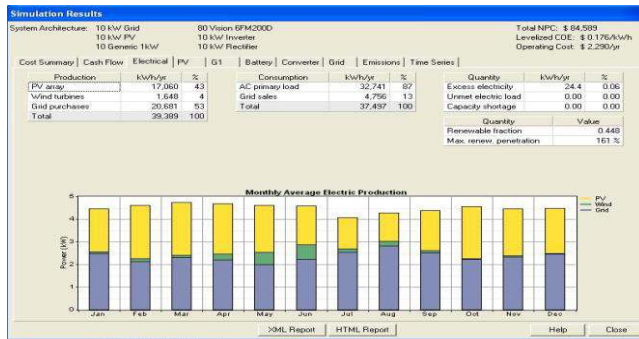 Simulation Results
System Architecture: 10 kW Grid 80 Vision 6FM200D Total NPC: $ 84,589
10 kW PV 10 kW Inverter Levelized COE: $ 0.176/kWh
10 Generic 1kW 10 kW Rectifier Operating Cost: $ 2,290/yr
Cost Summary Cash Flow Electrical PV G1 Battery Converter Grid Emissions Time Series
Production kWh/yr % Consumption kWh/yr % Quantity kWh/yr %
PV array 17,060 43 AC primary load 32,741 87 Excess electricity 24.4 0.06
Wind turbines 1,648 4 Grid sales 4,756 13 Unmet electric load 0.00 0.00
Grid purchases 20,681 53 Total 37,497 100 Capacity shortage 0.00 0.00
Total 39,389 100 Quantity Value
Renewable fraction 0.448
Max. renew. penetration 161 %
Monthly Average Electric Production
5
4
3
2
1
0
Power (kW)
PV
Wind
Grid
Jan Feb Mar Apr May Jun Jul Aug Sep Oct Nov Dec
XML Report HTML Report Help Close